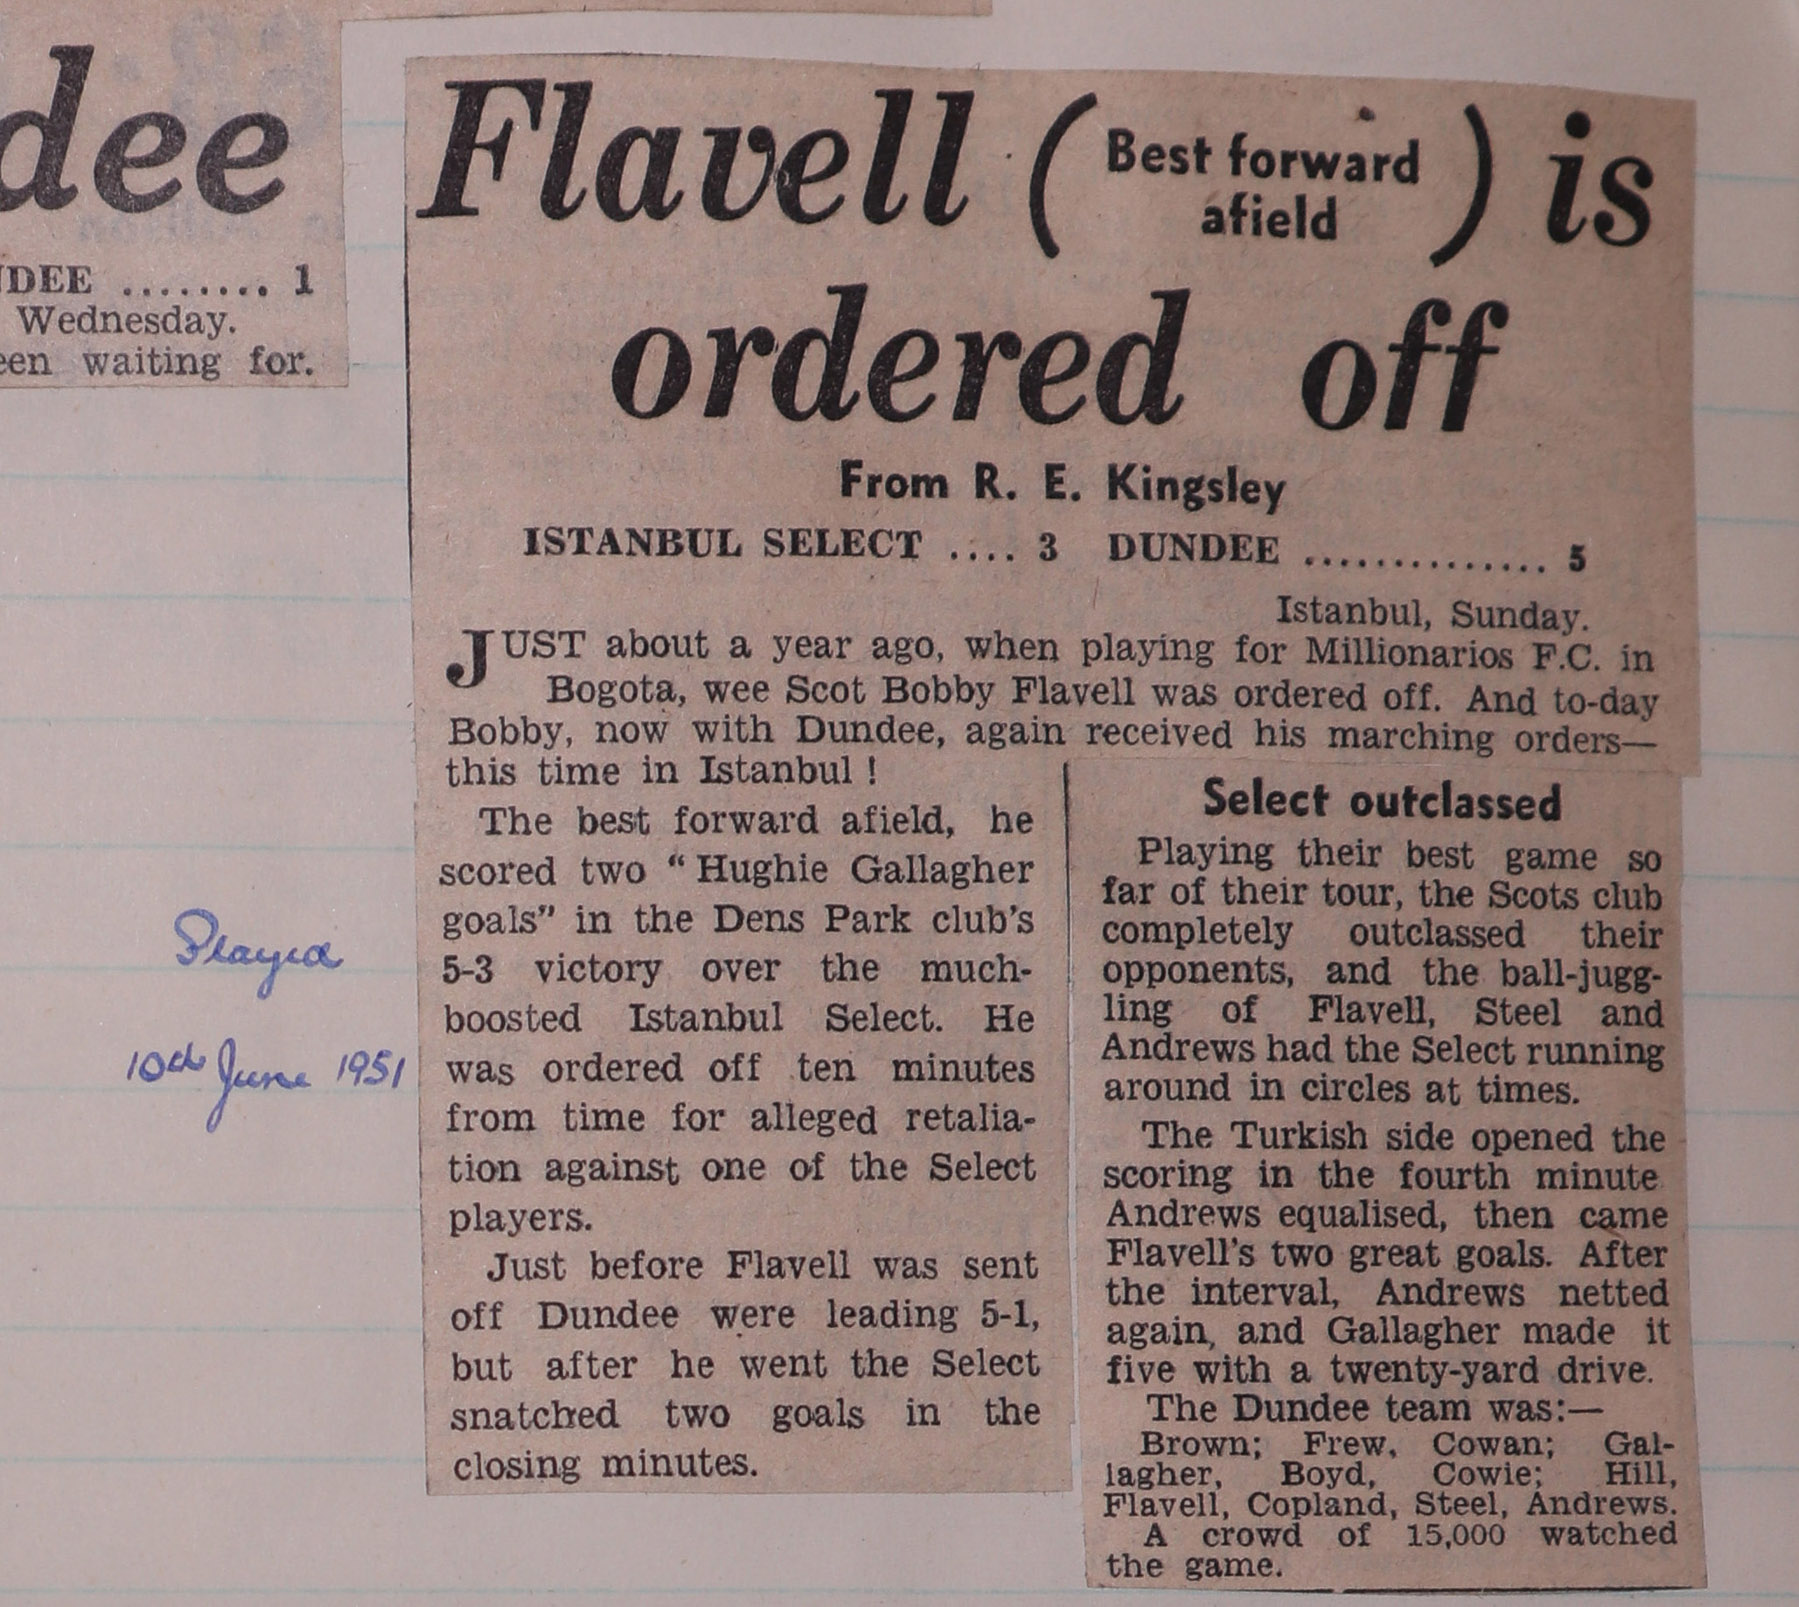 dee
DEE ........ 1
Wednesday.
een waiting for.
Flavell ( Best forward afield ) is
ordered off
From R. E. Kingsley
ISTANBUL SELECT .... 3 DUNDEE .............. 5
Istanbul, Sunday.
JUST about a year ago, when playing for Millionarios F.C. in
Bogota, wee Scot Bobby Flavell was ordered off. And to-day
Bobby, now with Dundee, again received his marching orders—
this time in Istanbul !
The best forward afield, he
scored two “ Hughie Gallagher
goals” in the Dens Park club's
5-3 victory over the much-
boosted Istanbul Select. He
was ordered off ten minutes
from time for alleged retalia-
tion against one of the Select
players.
Just before Flavell was sent
off Dundee were leading 5-1,
but after he went the Select
snatched two goals in the
closing minutes.
Select outclassed
Playing their best game so
far of their tour, the Scots club
completely outclassed their
opponents, and the ball-jugg-
ling of Flavell, Steel and
Andrews had the Select running
around in circles at times.
The Turkish side opened the
scoring in the fourth minute
Andrews equalised, then came
Flavell's two great goals. After
the interval, Andrews netted
again, and Gallagher made it
five with a twenty-yard drive.
The Dundee team was:—
Brown; Frew, Cowan; Gal-
lagher, Boyd, Cowie; Hill,
Flavell, Copland, Steel, Andrews.
A crowd of 15,000 watched
the game.
Played
10th June 1951